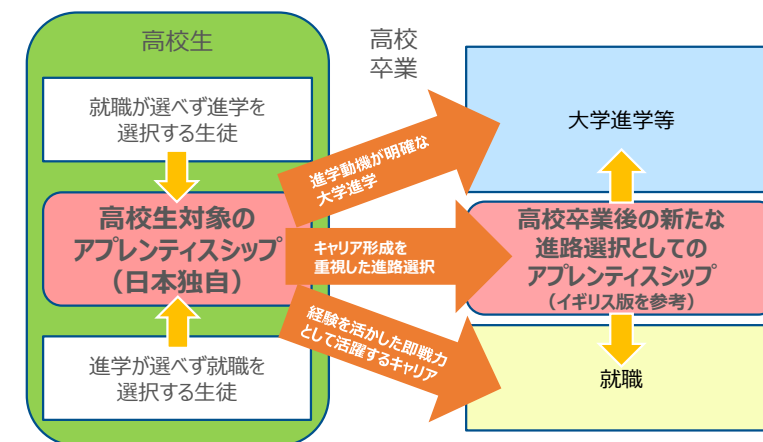 高校生
就職が選べず進学を
選択する生徒
高校生対象の
アプレンティスシップ
（日本独自）
進学が選べず就職を
選択する生徒
高校
卒業
進学動機が明確な
大学進学
キャリア形成を
重視した進路選択
経験を活かした即戦力
として活躍するキャリア
大学進学等
高校卒業後の新たな
進路選択としての
アプレンティスシップ
（イギリス版を参考）
就職